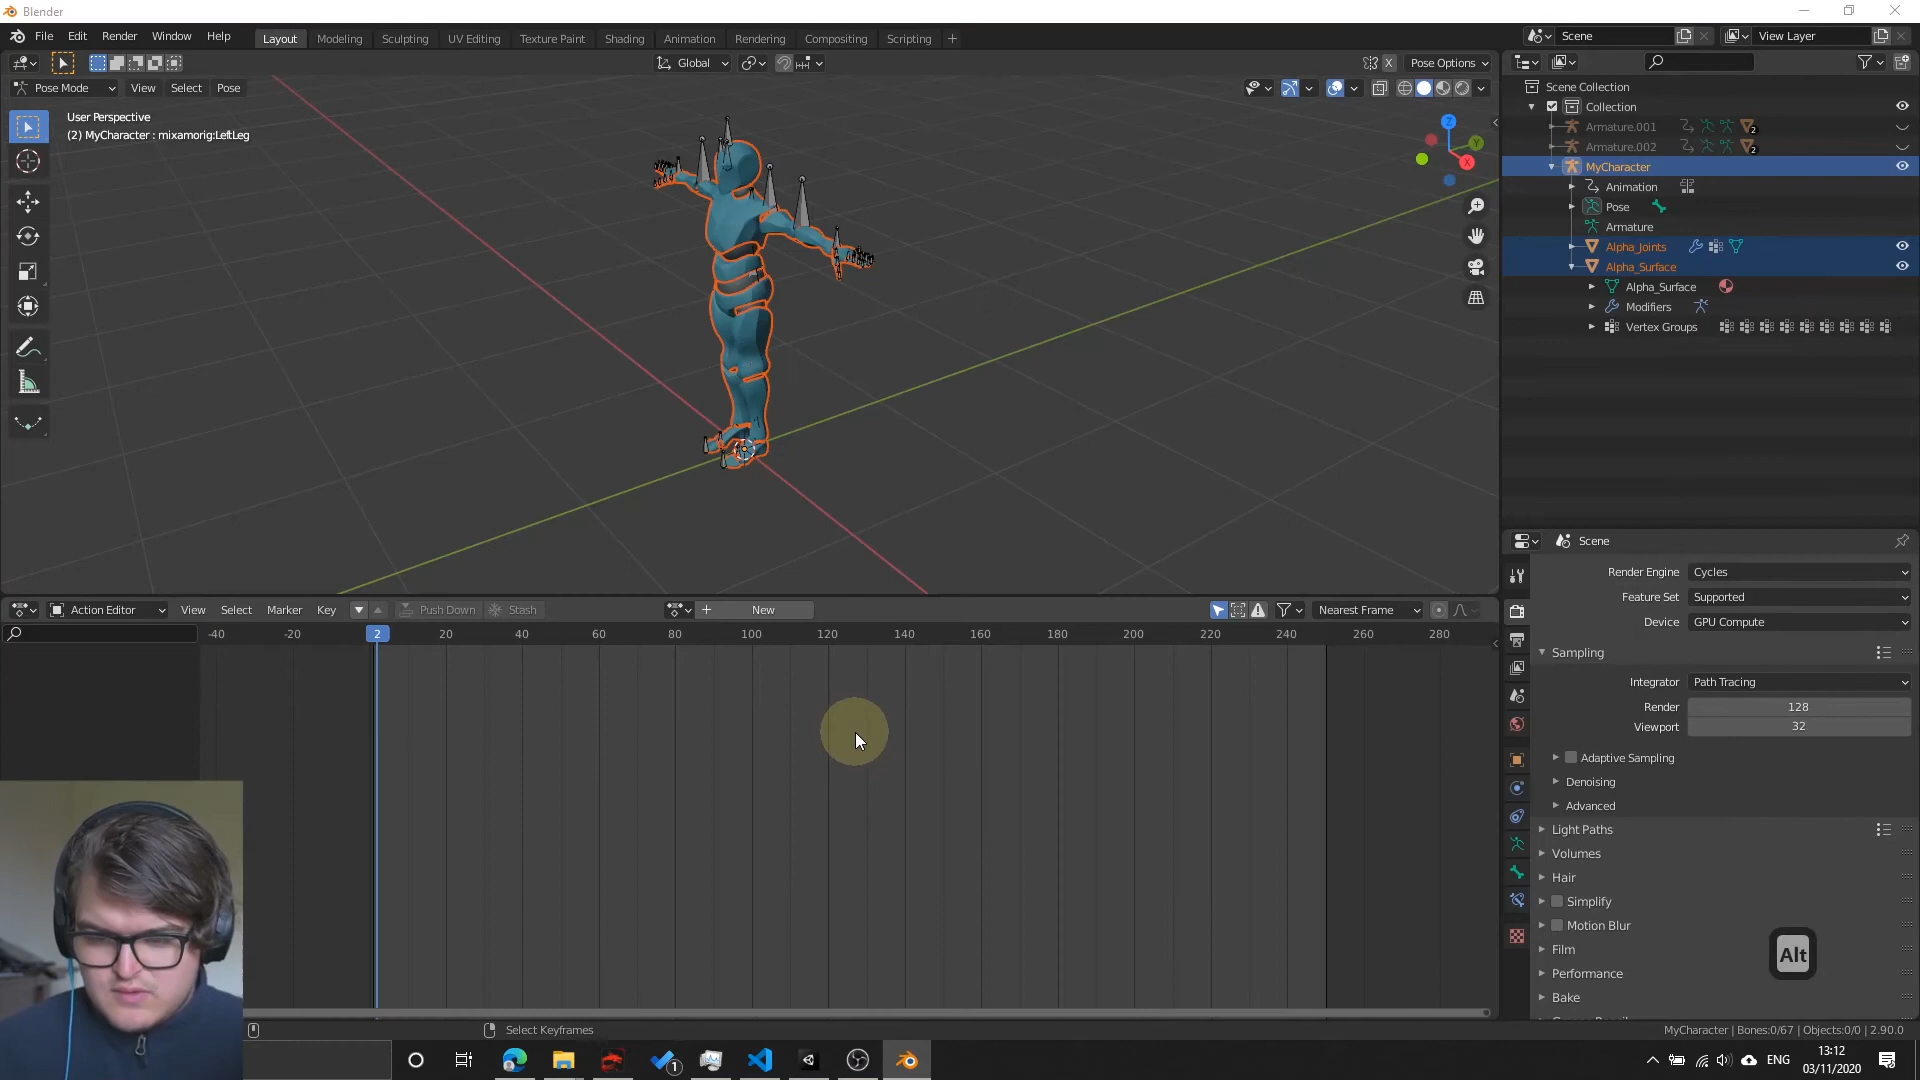 Blender
File Edit Render Window Help
Layout Modeling Sculpting UV Editing Texture Paint Shading Animation Rendering Compositing Scripting +
Scene
View Layer
Global
X Pose Options
Pose Mode View Select Pose
User Perspective
(2) MyCharacter : mixamorig:LeftLeg
Z
Y
X
Scene Collection
Collection
Armature.001 2
Armature.002 2
MyCharacter
Animation
Pose
Armature
Alpha_Joints
Alpha_Surface
Alpha_Surface
Modifiers
Vertex Groups
Action Editor View Select Marker Key Push Down Stash + New Nearest Frame
-40 -20 2 20 40 60 80 100 120 140 160 180 200 220 240 260 280
Scene
Render Engine Cycles
Feature Set Supported
Device GPU Compute
Sampling
Integrator Path Tracing
Render 128
Viewport 32
Adaptive Sampling
Denoising
Advanced
Light Paths
Volumes
Hair
Simplify
Motion Blur
Film
Performance
Bake
Alt
Select Keyframes
MyCharacter | Bones:0/67 | Objects:0/0 | 2.90.0
1
ENG
13:12
03/11/2020